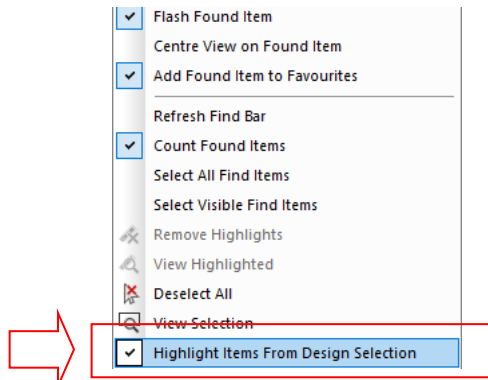 Flash Found Item
Centre View on Found Item
Add Found Item to Favourites
Refresh Find Bar
Count Found Items
Select All Find Items
Select Visible Find Items
Remove Highlights
View Highlighted
Deselect All
View Selection
Highlight Items From Design Selection